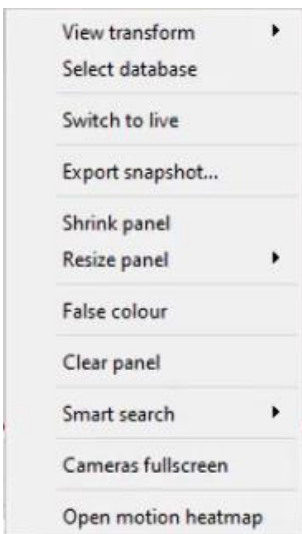 View transform
Select database
Switch to live
Export snapshot...
Shrink panel
Resize panel
False colour
Clear panel
Smart search
Cameras fullscreen
Open motion heatmap